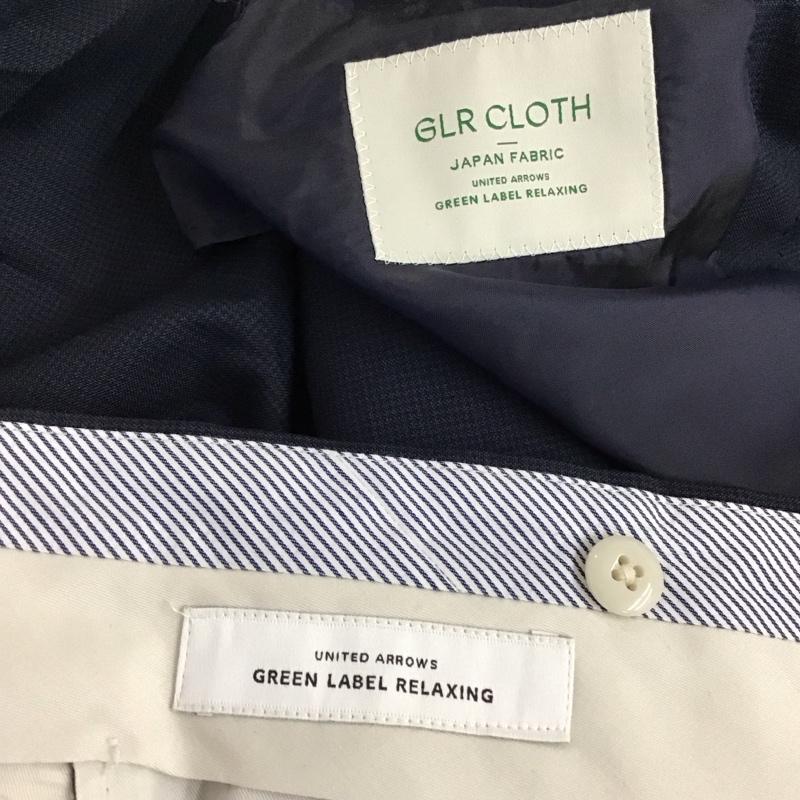 GLR CLOTH
JAPAN FABRIC
UNITED ARROWS
GREEN LABEL RELAXING
UNITED ARROWS
GREEN LABEL RELAXING